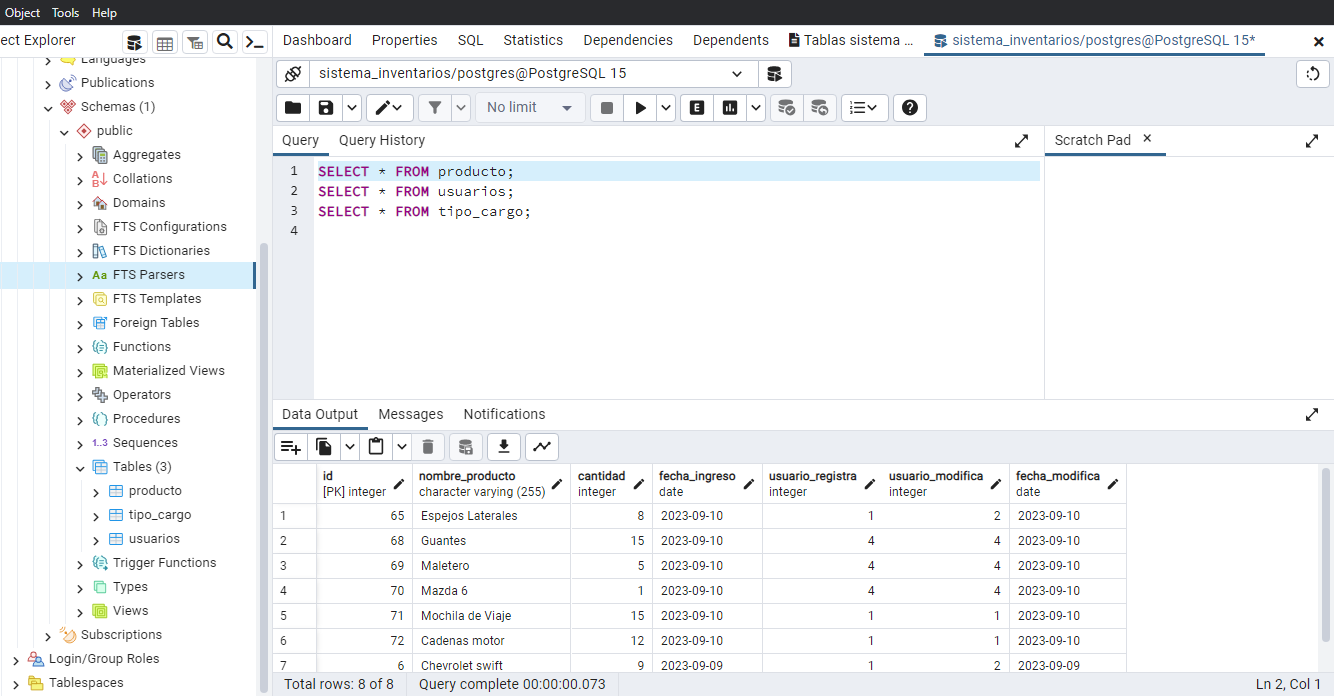 Object Tools Help
ect Explorer
Languages
Publications
Schemas (1)
public
Aggregates
Collations
Domains
FTS Configurations
FTS Dictionaries
Aa FTS Parsers
FTS Templates
Foreign Tables
Functions
Materialized Views
Operators
Procedures
1..3 Sequences
Tables (3)
producto
tipo_cargo
usuarios
Trigger Functions
Types
Views
Subscriptions
Login/Group Roles
Tablespaces
Dashboard Properties SQL Statistics Dependencies Dependents Tablas sistema ... sistema_inventarios/postgres@PostgreSQL 15*
sistema_inventarios/postgres@PostgreSQL 15
No limit E
Query Query History
1 SELECT * FROM producto;
2 SELECT * FROM usuarios;
3 SELECT * FROM tipo_cargo;
4
Scratch Pad
Data Output Messages Notifications
id nombre_producto cantidad fecha_ingreso usuario_registra usuario_modifica fecha_modifica
[PK] integer character varying (255) integer date integer integer date
1 65 Espejos Laterales 8 2023-09-10 1 2 2023-09-10
2 68 Guantes 15 2023-09-10 4 4 2023-09-10
3 69 Maletero 5 2023-09-10 4 4 2023-09-10
4 70 Mazda 6 1 2023-09-10 4 4 2023-09-10
5 71 Mochila de Viaje 15 2023-09-10 1 1 2023-09-10
6 72 Cadenas motor 12 2023-09-10 1 1 2023-09-10
7 6 Chevrolet swift 9 2023-09-09 1 2 2023-09-09
Total rows: 8 of 8 Query complete 00:00:00.073 Ln 2, Col 1